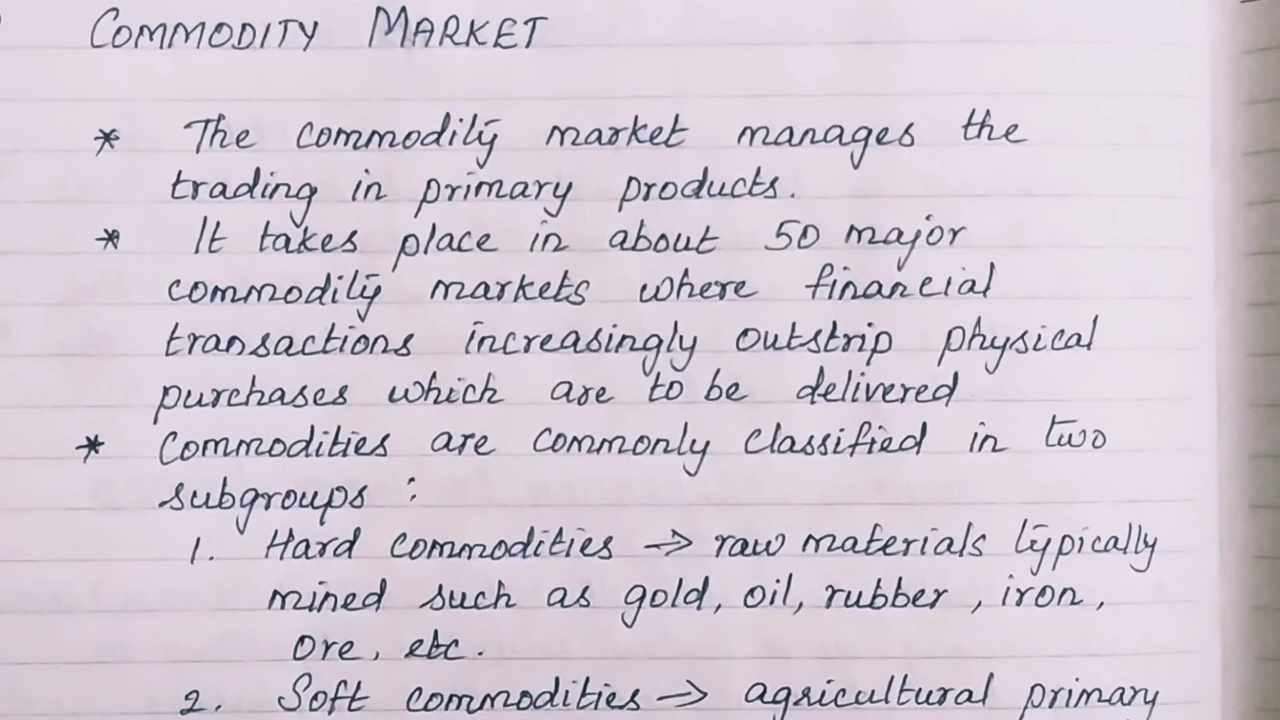 COMMODITY MARKET
* The commodity market manages the
trading in primary products.
* It takes place in about 50 major
commodity markets where financial
transactions increasingly outstrip physical
purchases which are to be delivered
* Commodities are commonly classified in two
subgroups :
1. Hard commodities → raw materials typically
mined such as gold, oil, rubber, iron,
ore, etc.
2. Soft commodities → agricultural primary